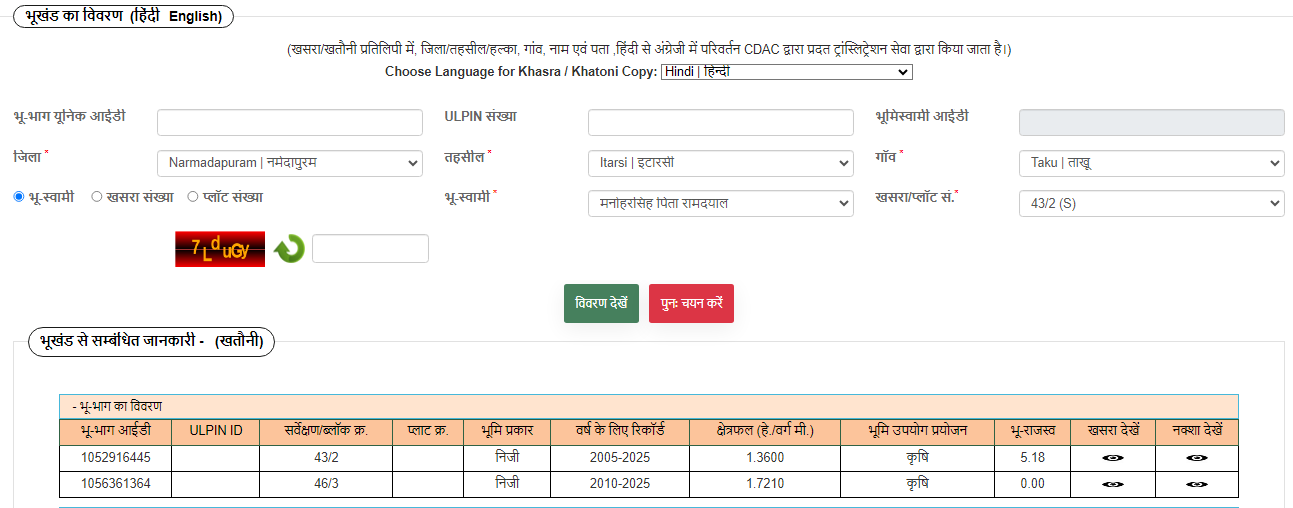 भूखंड का विवरण (हिंदी English)
(खसरा/खतौनी प्रतिलिपी में, जिला/तहसील/हल्का, गांव, नाम एवं पता ,हिंदी से अंग्रेजी में परिवर्तन CDAC द्वारा प्रदत ट्रांस्लिट्रेशन सेवा द्वारा किया जाता है।)
Choose Language for Khasra / Khatoni Copy: Hindi | हिन्दी
भू-भाग यूनिक आईडी ULPIN संख्या भूमिस्वामी आईडी
जिला * Narmadapuram | नर्मदापुरम तहसील * Itarsi | इटारसी गाँव * Taku | ताखू
भू-स्वामी खसरा संख्या प्लॉट संख्या भू-स्वामी * मनोहरसिंह पिता रामदयाल खसरा/प्लॉट सं.* 43/2 (S)
7LduGy
विवरण देखें पुनः चयन करें
भूखंड से सम्बंधित जानकारी - (खतौनी)
- भू-भाग का विवरण
भू-भाग आईडी ULPIN ID सर्वेक्षण/ब्लॉक क्र. प्लाट क्र. भूमि प्रकार वर्ष के लिए रिकॉर्ड क्षेत्रफल (हे./वर्ग मी.) भूमि उपयोग प्रयोजन भू-राजस्व खसरा देखें नक्शा देखें
1052916445 43/2 निजी 2005-2025 1.3600 कृषि 5.18
1056361364 46/3 निजी 2010-2025 1.7210 कृषि 0.00